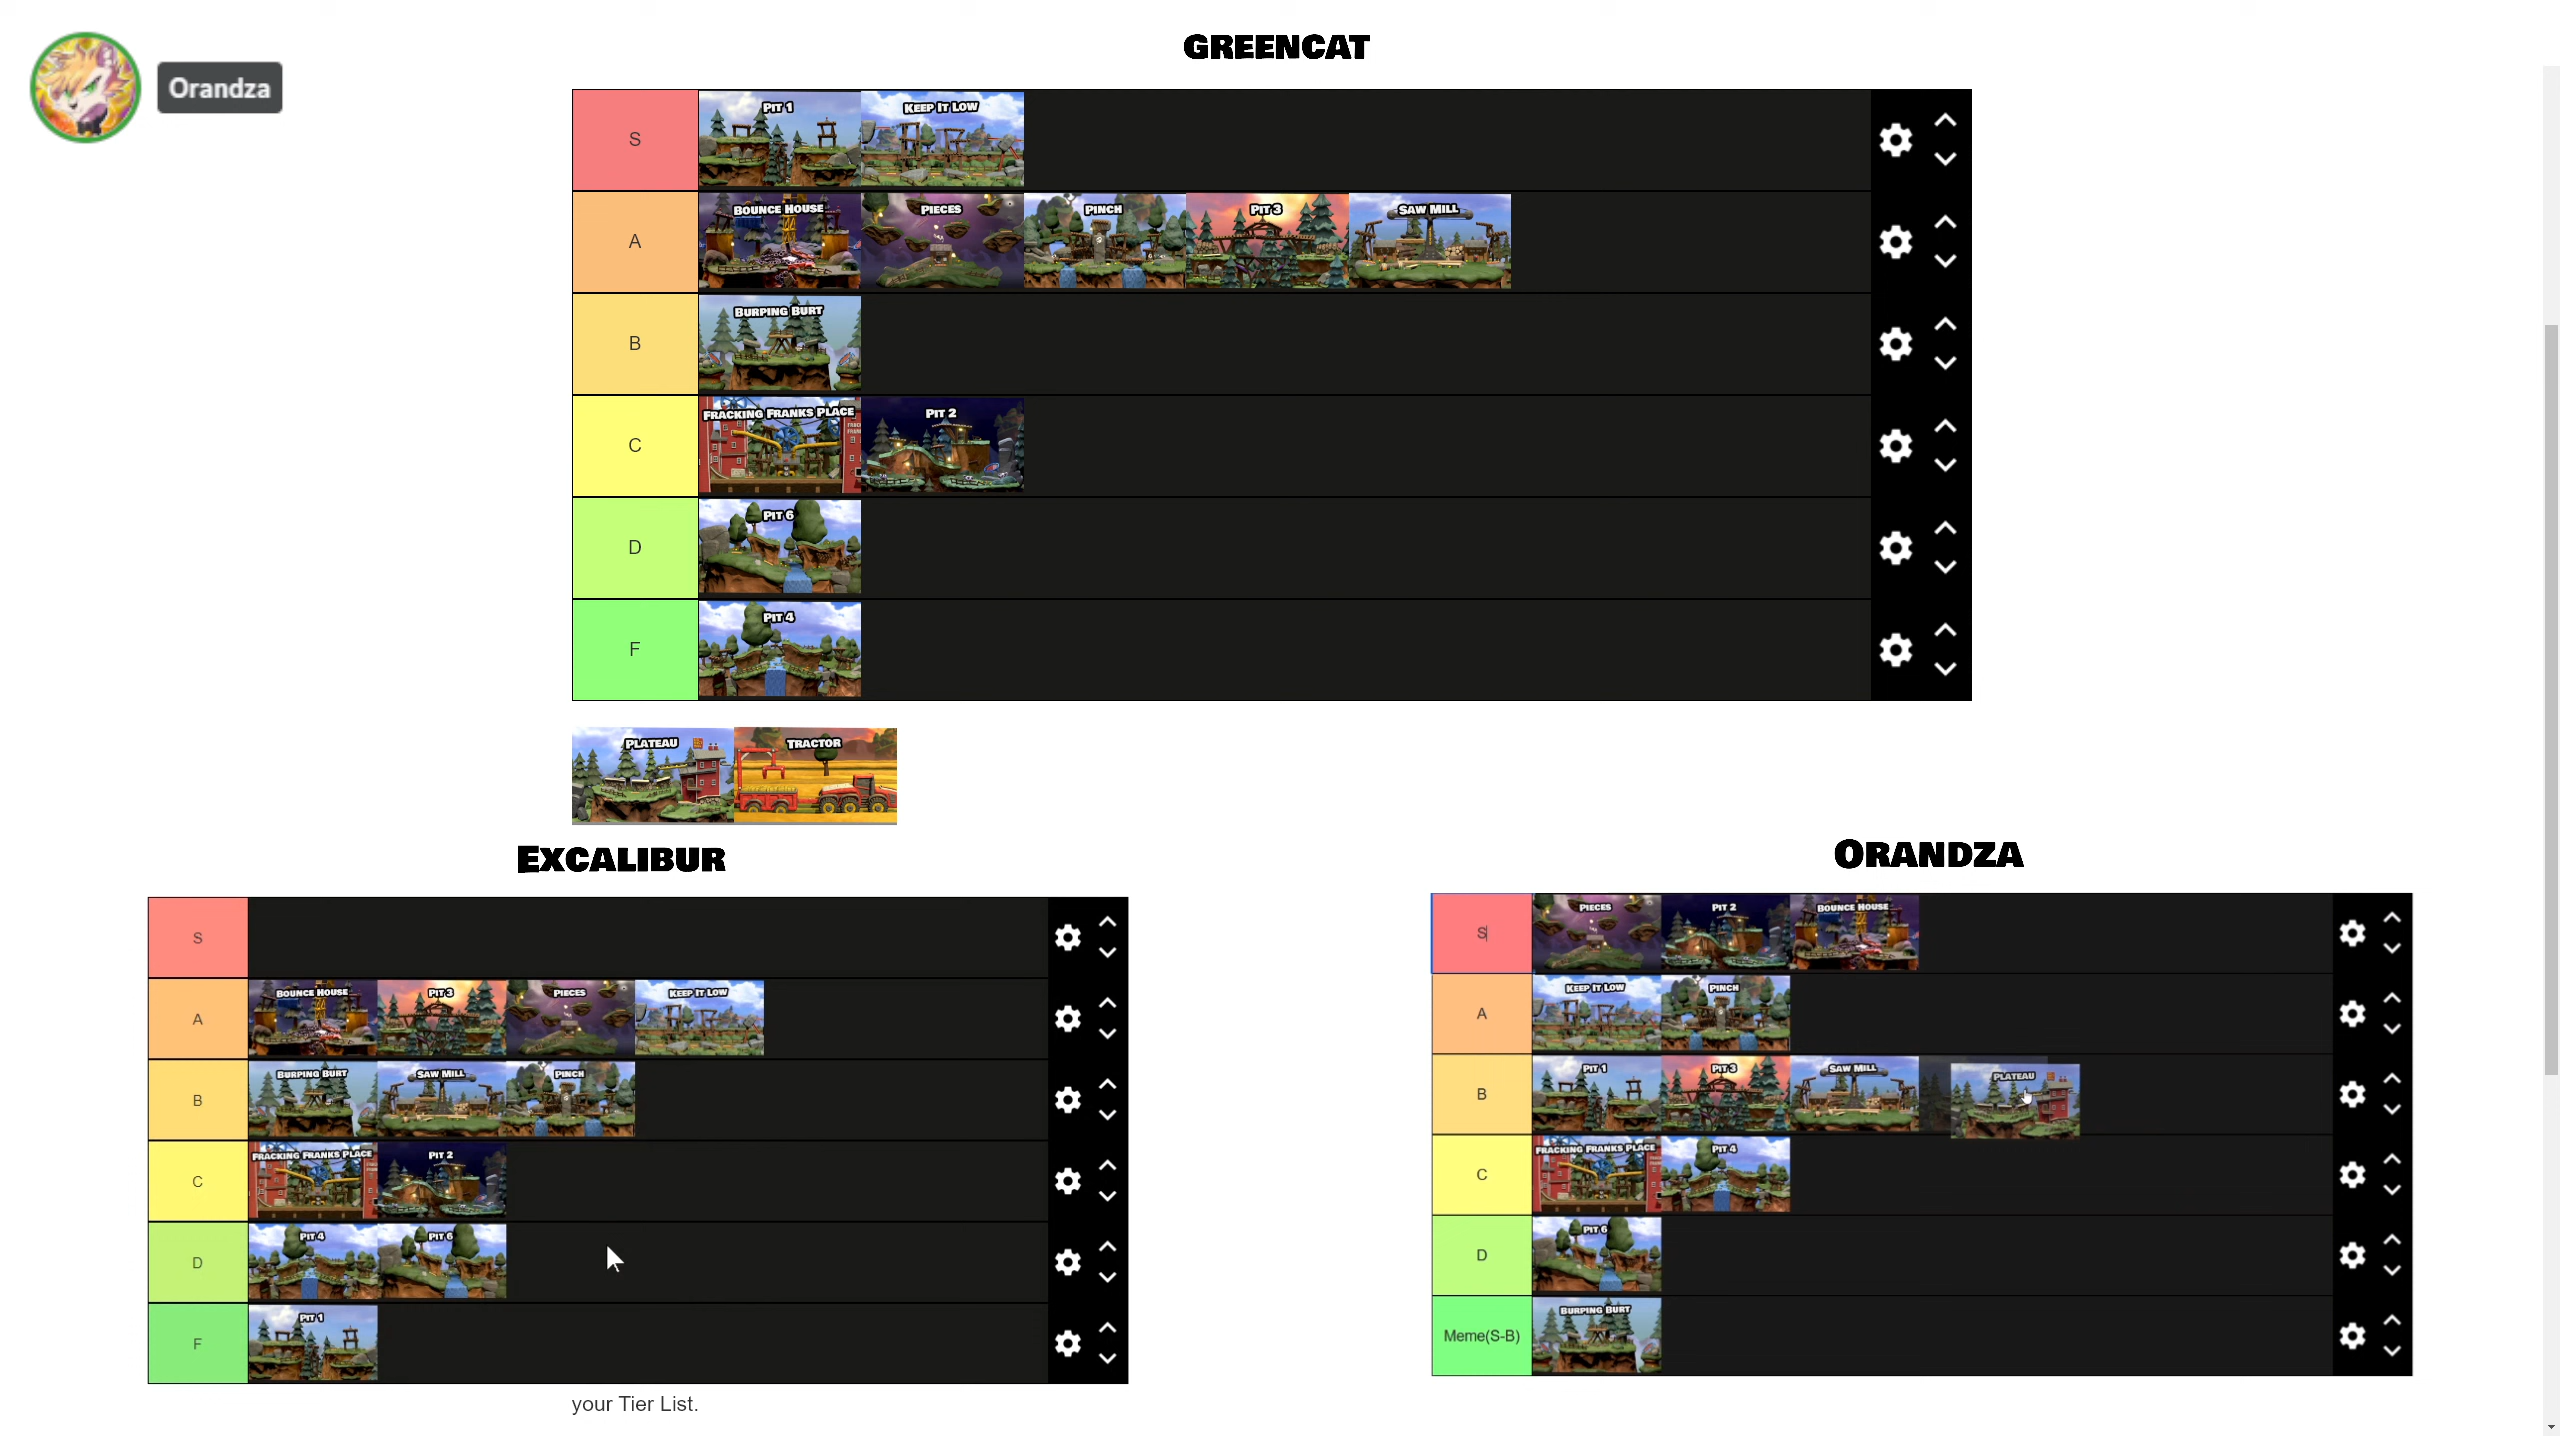 GREENCAT
Orandza
S
PIT 1
KEEP IT LOW
A
BOUNCE HOUSE
PIECES
PINCH
PIT 3
SAW MILL
B
BURPING BURT
C
FRACKING FRANKS PLACE
PIT 2
D
PIT 6
F
PIT 4
PLATEAU
TRACTOR
EXCALIBUR
S
A
BOUNCE HOUSE
PIT 3
PIECES
KEEP IT LOW
B
BURPING BURT
SAW MILL
PINCH
C
FRACKING FRANKS PLACE
PIT 2
D
PIT 4
PIT 6
F
PIT 1
your Tier List.
ORANDZA
S
PIECES
PIT 2
BOUNCE HOUSE
A
KEEP IT LOW
PINCH
B
PIT 1
PIT 3
SAW MILL
PLATEAU
C
FRACKING FRANKS PLACE
PIT 4
D
PIT 6
Meme(S-B)
BURPING BURT